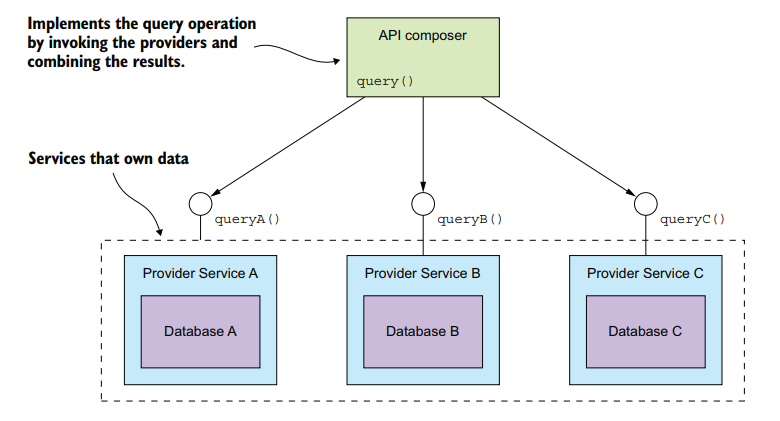 Implements the query operation
by invoking the providers and
combining the results.
API composer
query()
Services that own data
queryA()
queryB()
queryC()
Provider Service A
Provider Service B
Provider Service C
Database A
Database B
Database C